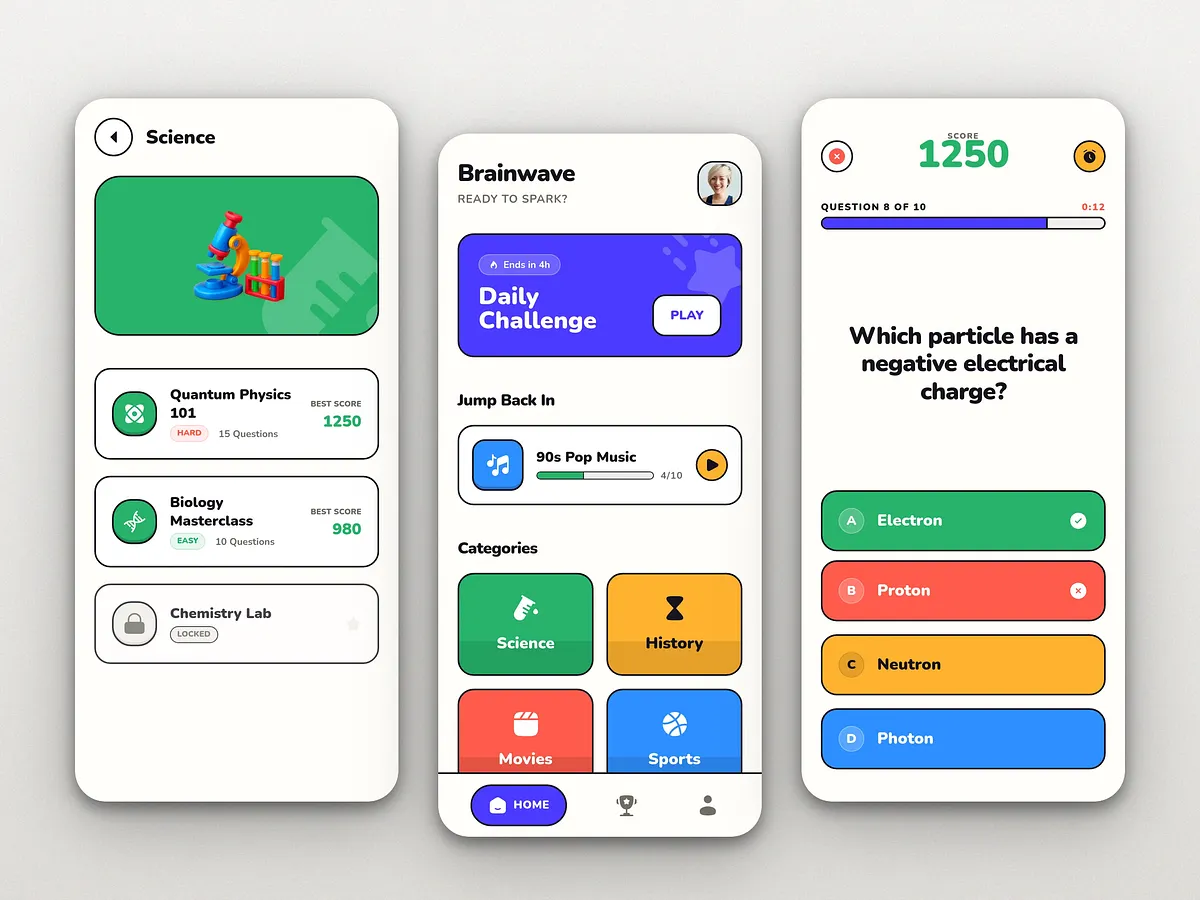 Science
Quantum Physics
101
HARD
15 Questions
BEST SCORE
1250
Biology
Masterclass
EASY
10 Questions
BEST SCORE
980
Chemistry Lab
LOCKED
Brainwave
READY TO SPARK?
Ends in 4h
Daily
Challenge
PLAY
Jump Back In
90s Pop Music
4/10
Categories
Science
History
Movies
Sports
HOME
SCORE
1250
QUESTION 8 OF 10
0:12
Which particle has a
negative electrical
charge?
A Electron
B Proton
C Neutron
D Photon